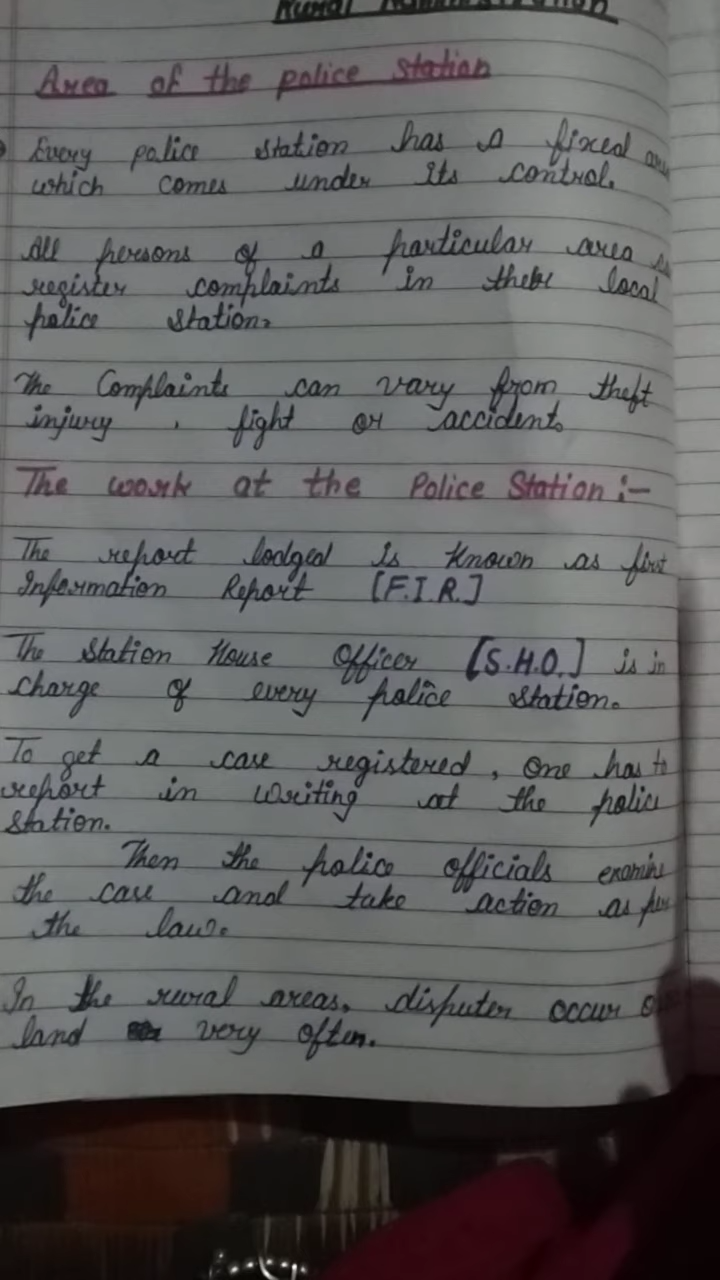 Rural Administration
Area of the police station
Every police station has a fixed
which comes under its control.
All persons of a particular area
register complaints in there local
police station.
The Complaints can vary from theft
injury , fight or accident.
The work at the Police Station :-
The report lodged is known as first
Information Report [F.I.R.]
The Station House Officer [S.H.O.] is in
charge of every police station.
To get a case registered, one has to
report in writing at the police
station.
Then the police officials examine
the case and take action as per
the law.
In the rural areas, disputes occur
land very often.